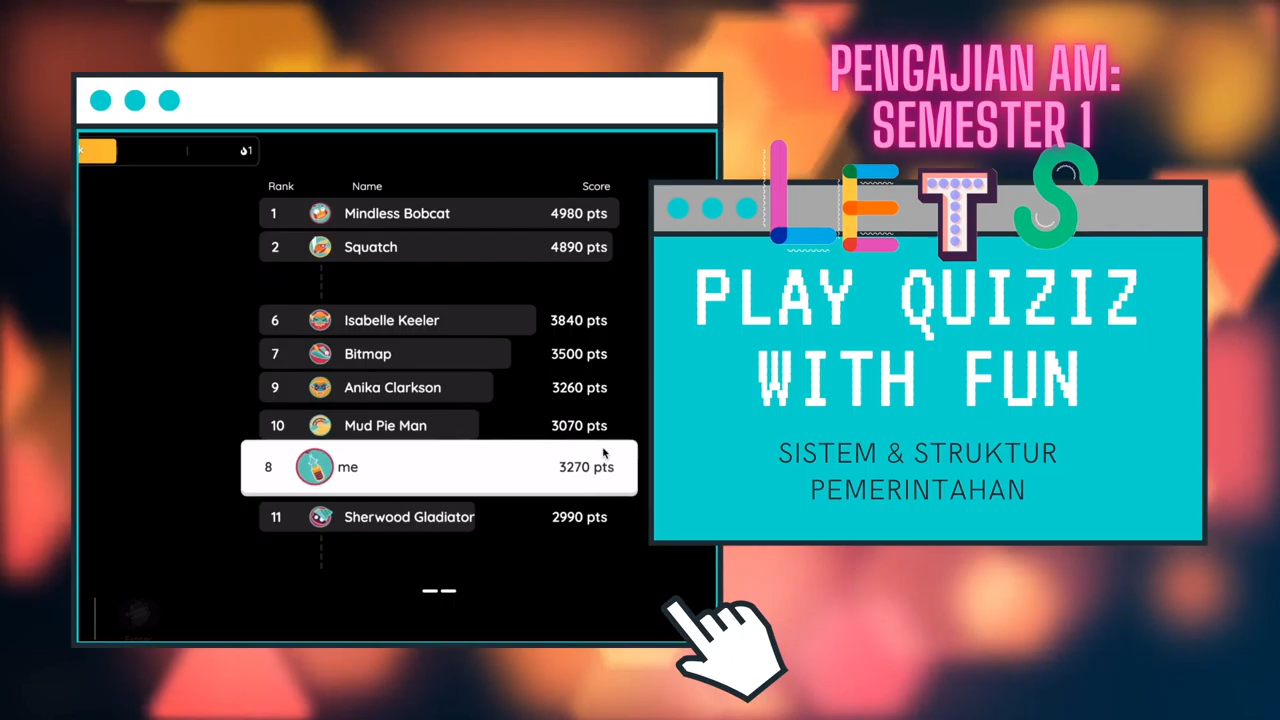 PENGAJIAN AM:
SEMESTER 1
LETS
PLAY QUIZIZ
WITH FUN
SISTEM & STRUKTUR
PEMERINTAHAN
1
Rank Name Score
1 Mindless Bobcat 4980 pts
2 Squatch 4890 pts
6 Isabelle Keeler 3840 pts
7 Bitmap 3500 pts
9 Anika Clarkson 3260 pts
10 Mud Pie Man 3070 pts
8 me 3270 pts
11 Sherwood Gladiator 2990 pts